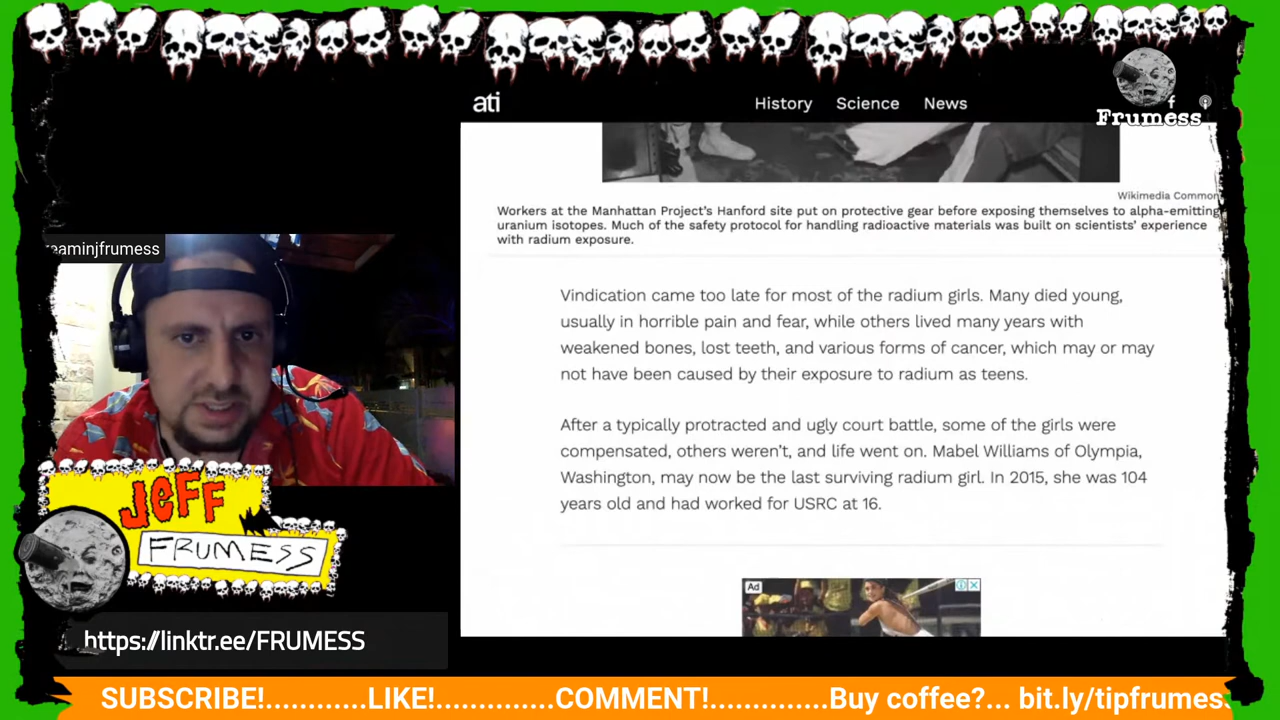 ati
History Science News
Frumess
Wikimedia Common
Workers at the Manhattan Project's Hanford site put on protective gear before exposing themselves to alpha-emitting
uranium isotopes. Much of the safety protocol for handling radioactive materials was built on scientists' experience
with radium exposure.
eaminjfrumess
Vindication came too late for most of the radium girls. Many died young,
usually in horrible pain and fear, while others lived many years with
weakened bones, lost teeth, and various forms of cancer, which may or may
not have been caused by their exposure to radium as teens.
After a typically protracted and ugly court battle, some of the girls were
compensated, others weren't, and life went on. Mabel Williams of Olympia,
Washington, may now be the last surviving radium girl. In 2015, she was 104
years old and had worked for USRC at 16.
Ad
JEFF
FRUMESS
https://linktr.ee/FRUMESS
SUBSCRIBE!............LIKE!..............COMMENT!..............Buy coffee?... bit.ly/tipfrumess